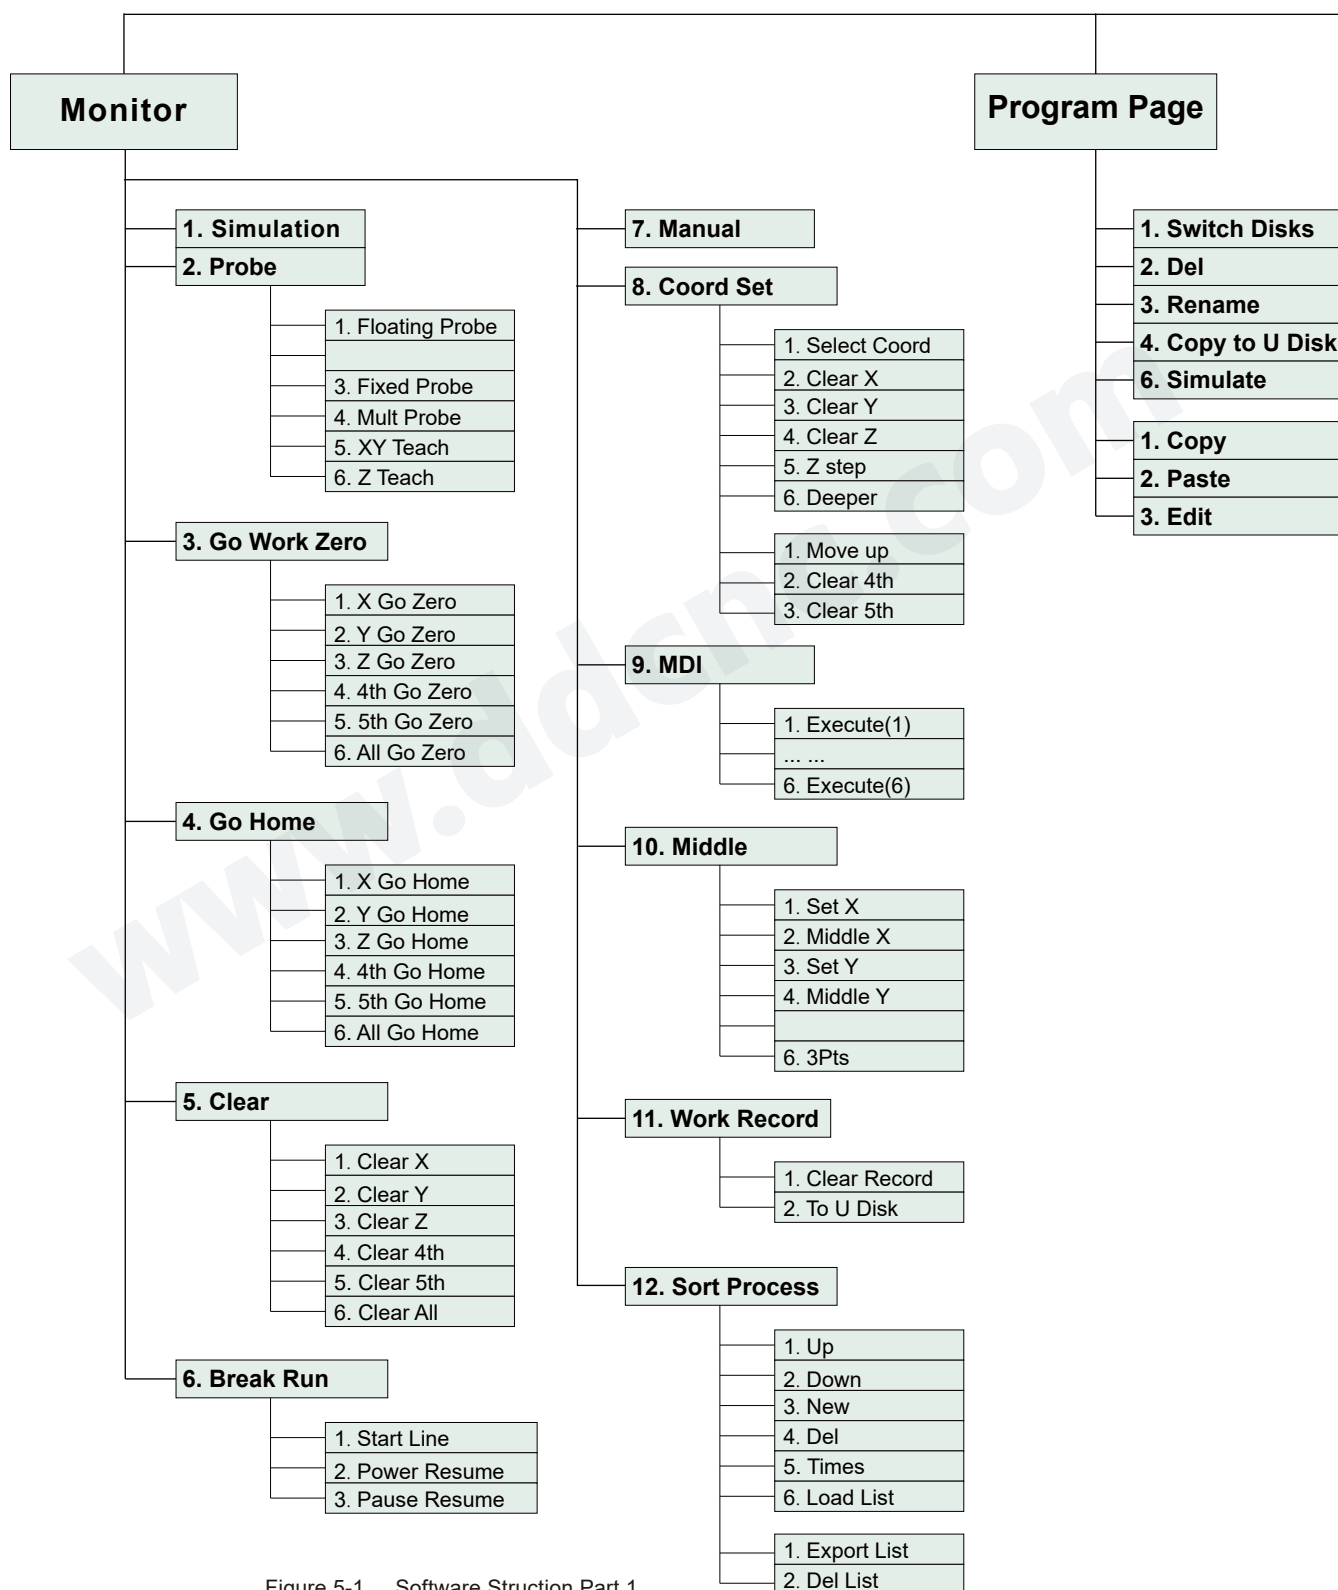 Monitor
1. Simulation
2. Probe
1. Floating Probe
3. Fixed Probe
4. Mult Probe
5. XY Teach
6. Z Teach
3. Go Work Zero
1. X Go Zero
2. Y Go Zero
3. Z Go Zero
4. 4th Go Zero
5. 5th Go Zero
6. All Go Zero
4. Go Home
1. X Go Home
2. Y Go Home
3. Z Go Home
4. 4th Go Home
5. 5th Go Home
6. All Go Home
5. Clear
1. Clear X
2. Clear Y
3. Clear Z
4. Clear 4th
5. Clear 5th
6. Clear All
6. Break Run
1. Start Line
2. Power Resume
3. Pause Resume
7. Manual
8. Coord Set
1. Select Coord
2. Clear X
3. Clear Y
4. Clear Z
5. Z step
6. Deeper
1. Move up
2. Clear 4th
3. Clear 5th
9. MDI
1. Execute(1)
... ...
6. Execute(6)
10. Middle
1. Set X
2. Middle X
3. Set Y
4. Middle Y
6. 3Pts
11. Work Record
1. Clear Record
2. To U Disk
12. Sort Process
1. Up
2. Down
3. New
4. Del
5. Times
6. Load List
1. Export List
2. Del List
Program Page
1. Switch Disks
2. Del
3. Rename
4. Copy to U Disk
6. Simulate
1. Copy
2. Paste
3. Edit
www.ddcnc.com
Figure 5-1 Software Struction Part 1